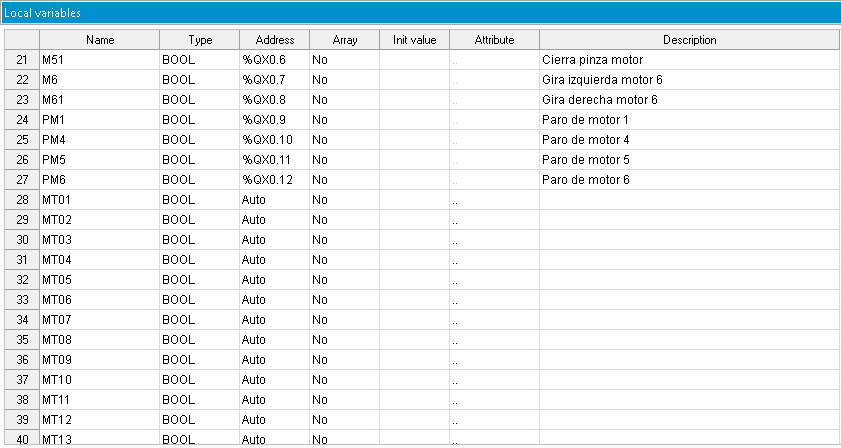 Local variables
Name Type Address Array Init value Attribute Description
21 M51 BOOL %QX0.6 No .. Cierra pinza motor
22 M6 BOOL %QX0.7 No .. Gira izquierda motor 6
23 M61 BOOL %QX0.8 No .. Gira derecha motor 6
24 PM1 BOOL %QX0.9 No .. Paro de motor 1
25 PM4 BOOL %QX0.10 No .. Paro de motor 4
26 PM5 BOOL %QX0.11 No .. Paro de motor 5
27 PM6 BOOL %QX0.12 No .. Paro de motor 6
28 MT01 BOOL Auto No ..
29 MT02 BOOL Auto No ..
30 MT03 BOOL Auto No ..
31 MT04 BOOL Auto No ..
32 MT05 BOOL Auto No ..
33 MT06 BOOL Auto No ..
34 MT07 BOOL Auto No ..
35 MT08 BOOL Auto No ..
36 MT09 BOOL Auto No ..
37 MT10 BOOL Auto No ..
38 MT11 BOOL Auto No ..
39 MT12 BOOL Auto No ..
40 MT13 BOOL Auto No ..